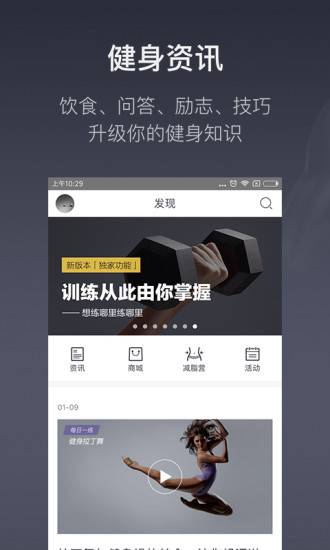 健身资讯
饮食、问答、励志、技巧
升级你的健身知识
上午10:29
发现
新版本「独家功能」
训练从此由你掌握
—— 想练哪里练哪里
资讯
商城
减脂营
活动
01-09
每日一练
健身拉丁舞